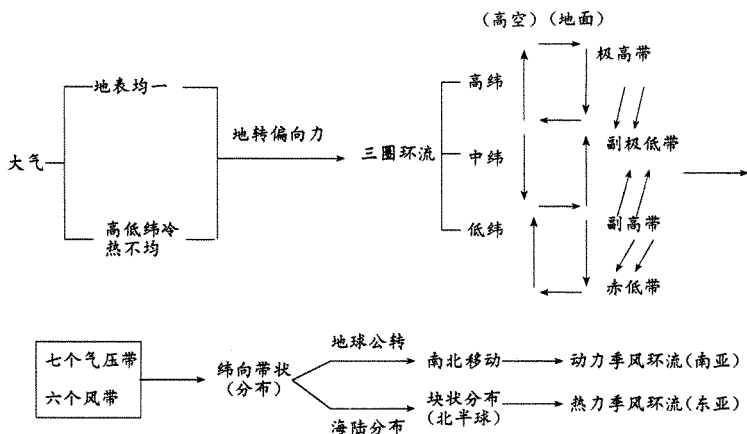 (高空)(地面)
地表均一
高纬
极高带
大气
地转偏向力
三圈环流
中纬
副极低带
高低纬冷
热不均
低纬
副高带
赤低带
七个气压带
六个风带
纬向带状
(分布)
地球公转
南北移动
动力季风环流(南亚)
海陆分布
块状分布
(北半球)
热力季风环流(东亚)